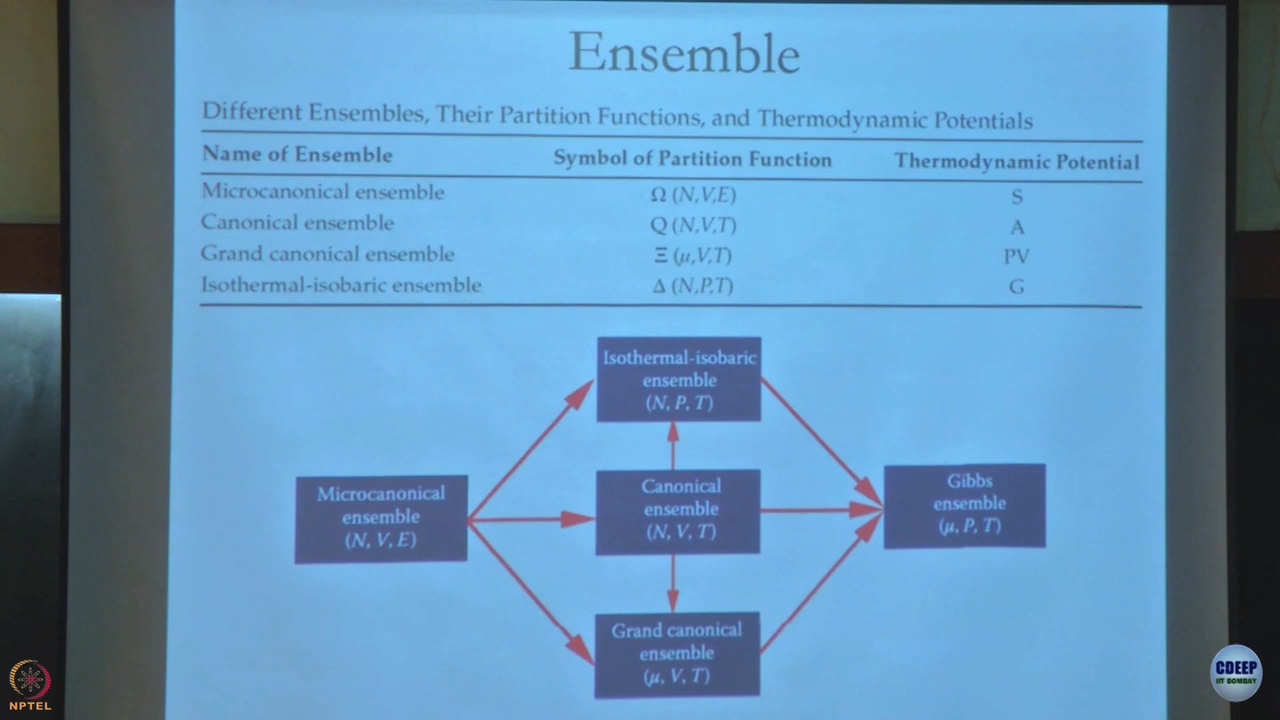 Ensemble
Different Ensembles, Their Partition Functions, and Thermodynamic Potentials
Name of Ensemble Symbol of Partition Function Thermodynamic Potential
Microcanonical ensemble Ω (N,V,E) S
Canonical ensemble Q (N,V,T) A
Grand canonical ensemble Ξ (μ,V,T) PV
Isothermal-isobaric ensemble Δ (N,P,T) G
Isothermal-isobaric
ensemble
(N, P, T)
Microcanonical
ensemble
(N, V, E)
Canonical
ensemble
(N, V, T)
Gibbs
ensemble
(μ, P, T)
Grand canonical
ensemble
(μ, V, T)
NPTEL
CDEEP
IIT BOMBAY